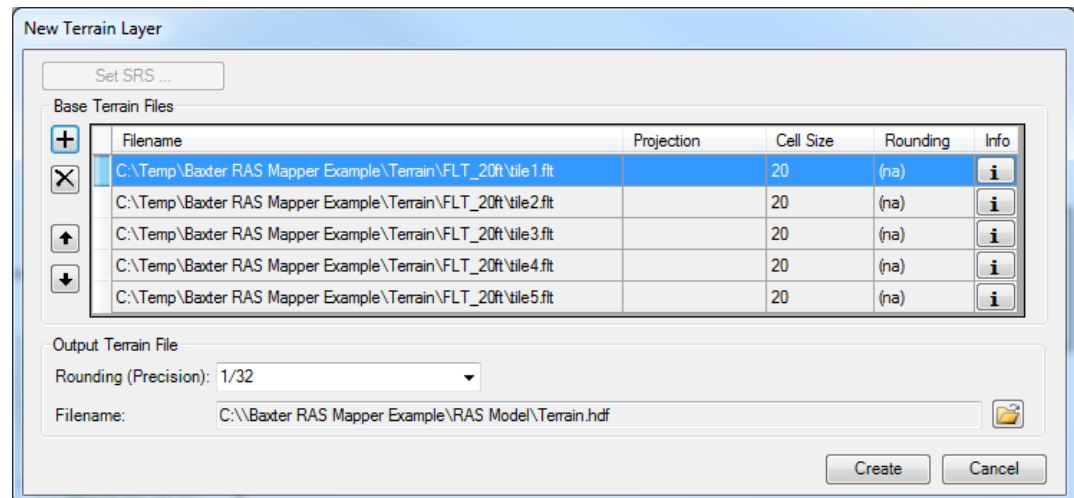 New Terrain Layer
Set SRS ...
Base Terrain Files
Filename Projection Cell Size Rounding Info
C:\Temp\Baxter RAS Mapper Example\Terrain\FLT_20ft\tile1.flt 20 (na) i
C:\Temp\Baxter RAS Mapper Example\Terrain\FLT_20ft\tile2.flt 20 (na) i
C:\Temp\Baxter RAS Mapper Example\Terrain\FLT_20ft\tile3.flt 20 (na) i
C:\Temp\Baxter RAS Mapper Example\Terrain\FLT_20ft\tile4.flt 20 (na) i
C:\Temp\Baxter RAS Mapper Example\Terrain\FLT_20ft\tile5.flt 20 (na) i
Output Terrain File
Rounding (Precision): 1/32
Filename: C:\\Baxter RAS Mapper Example\RAS Model\Terrain.hdf
Create Cancel